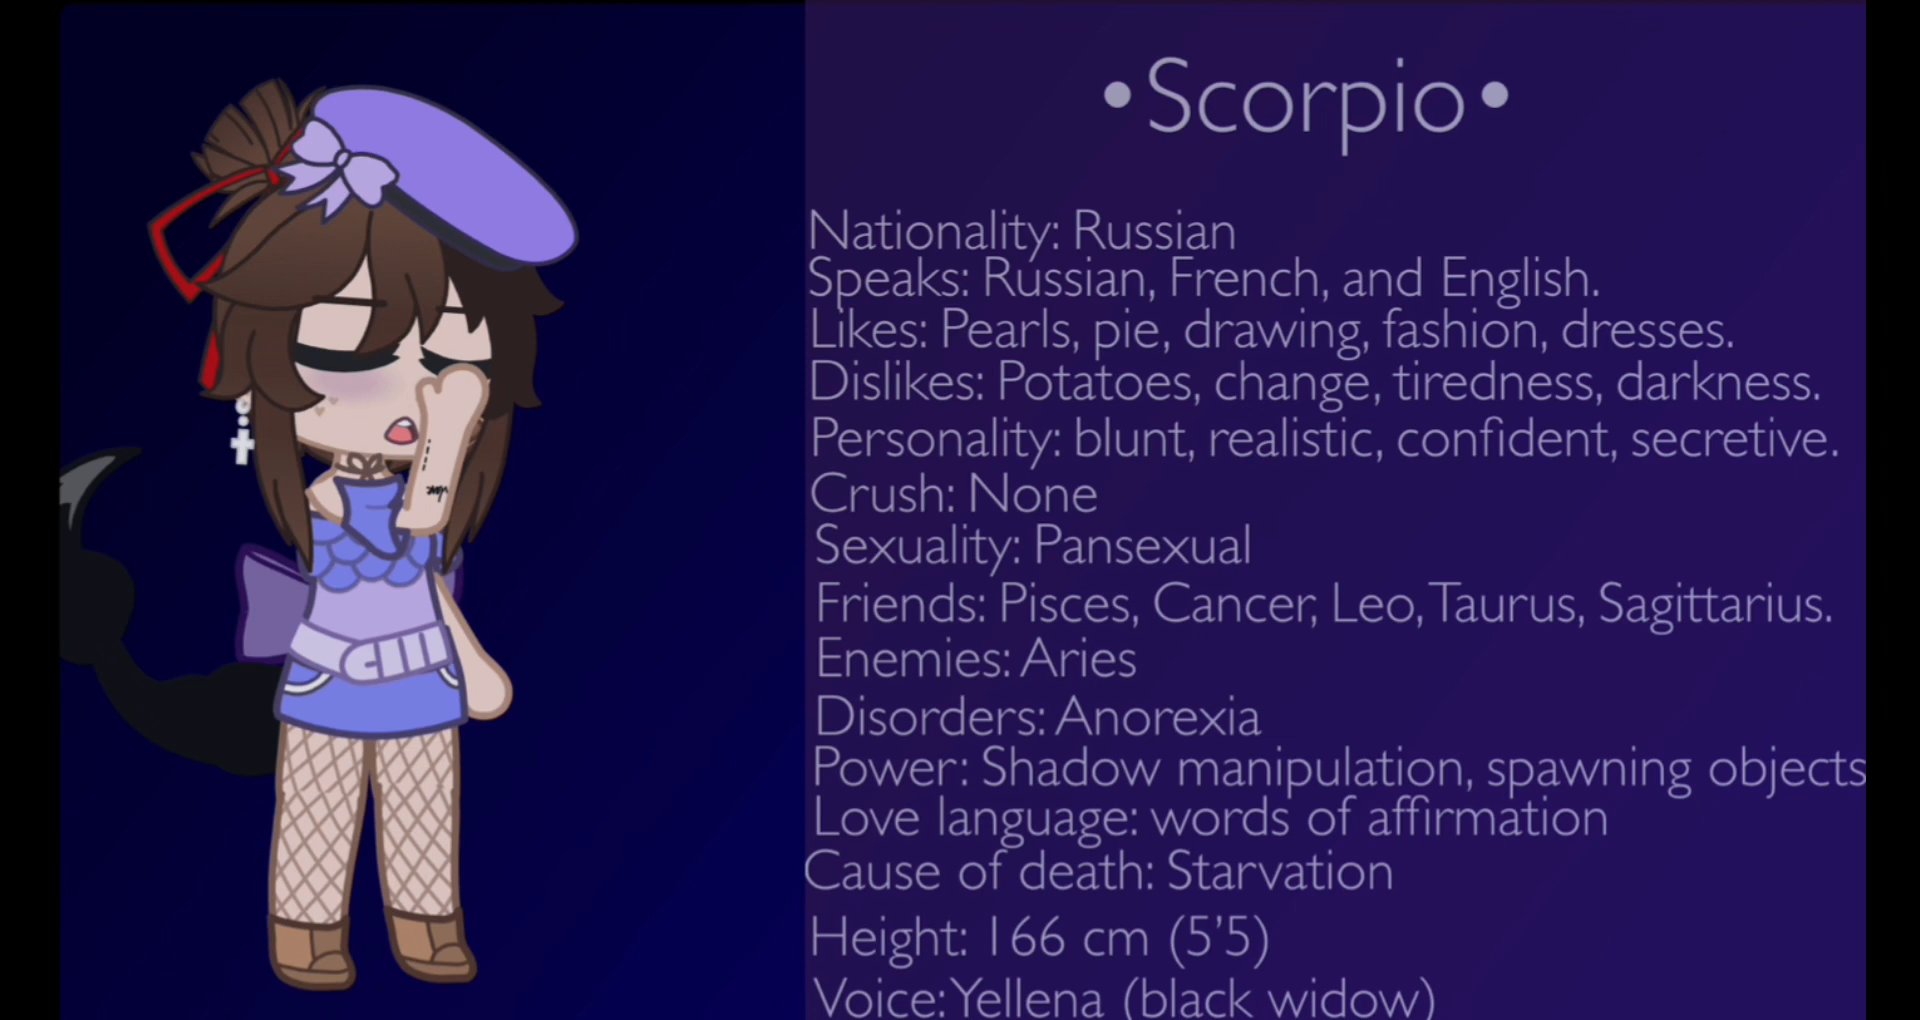 •Scorpio•
Nationality: Russian
Speaks: Russian, French, and English.
Likes: Pearls, pie, drawing, fashion, dresses.
Dislikes: Potatoes, change, tiredness, darkness.
Personality: blunt, realistic, confident, secretive.
Crush: None
Sexuality: Pansexual
Friends: Pisces, Cancer, Leo, Taurus, Sagittarius.
Enemies: Aries
Disorders: Anorexia
Power: Shadow manipulation, spawning objects
Love language: words of affirmation
Cause of death: Starvation
Height: 166 cm (5'5)
Voice: Yellena (black widow)